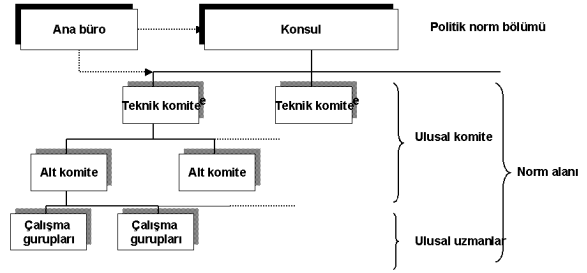 Ana büro
Konsul
Politik norm bölümü
Teknik komite
Teknik komite
Ulusal komite
Alt komite
Alt komite
Norm alanı
Çalışma
gurupları
Çalışma
gurupları
Ulusal uzmanlar